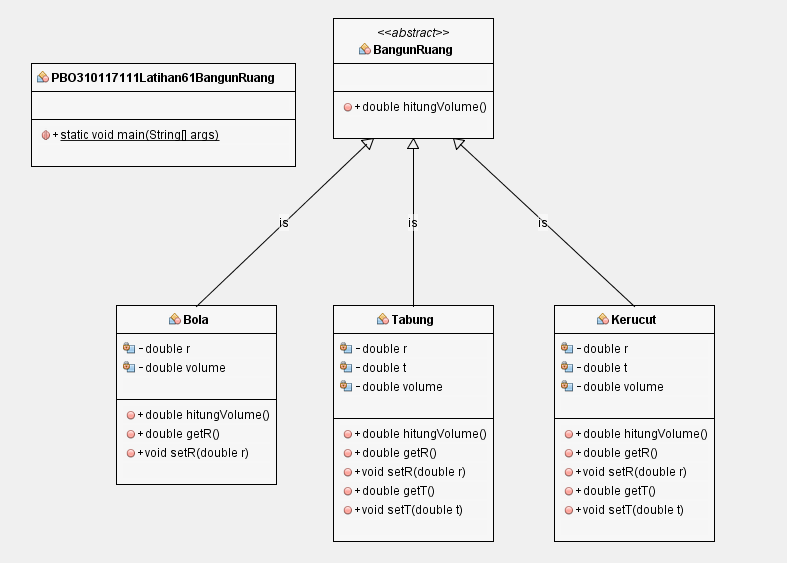 <<abstract>>
BangunRuang
+ double hitungVolume()
PBO310117111Latihan61BangunRuang
+ static void main(String[] args)
is
is
is
Bola
- double r
- double volume
+ double hitungVolume()
+ double getR()
+ void setR(double r)
Tabung
- double r
- double t
- double volume
+ double hitungVolume()
+ double getR()
+ void setR(double r)
+ double getT()
+ void setT(double t)
Kerucut
- double r
- double t
- double volume
+ double hitungVolume()
+ double getR()
+ void setR(double r)
+ double getT()
+ void setT(double t)